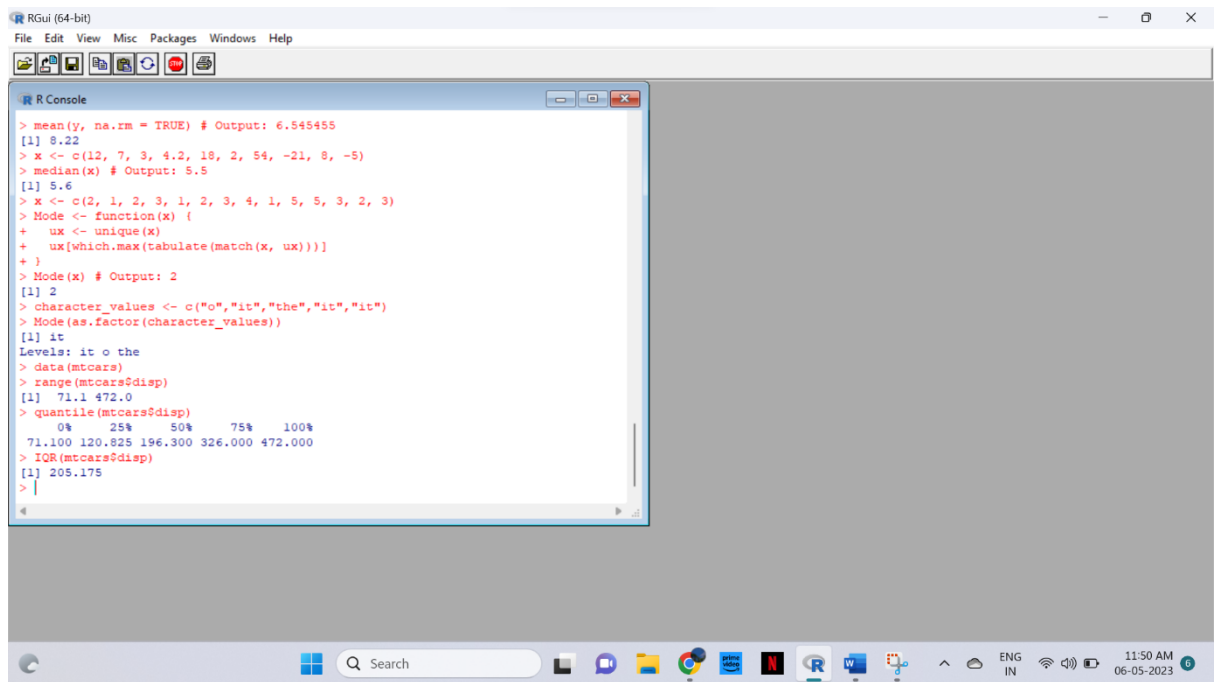 RGui (64-bit)
File Edit View Misc Packages Windows Help
STOP
R Console
> mean(y, na.rm = TRUE) # Output: 6.545455
[1] 8.22
> x <- c(12, 7, 3, 4.2, 18, 2, 54, -21, 8, -5)
> median(x) # Output: 5.5
[1] 5.6
> x <- c(2, 1, 2, 3, 1, 2, 3, 4, 1, 5, 5, 3, 2, 3)
> Mode <- function(x) {
+   ux <- unique(x)
+   ux[which.max(tabulate(match(x, ux)))]
+ }
> Mode(x) # Output: 2
[1] 2
> character_values <- c("o","it","the","it","it")
> Mode(as.factor(character_values))
[1] it
Levels: it o the
> data(mtcars)
> range(mtcars$disp)
[1]  71.1 472.0
> quantile(mtcars$disp)
     0%     25%     50%     75%    100%
 71.100 120.825 196.300 326.000 472.000
> IQR(mtcars$disp)
[1] 205.175
>
Search
prime video
N
R
W
ENG
IN
11:50 AM
06-05-2023
6